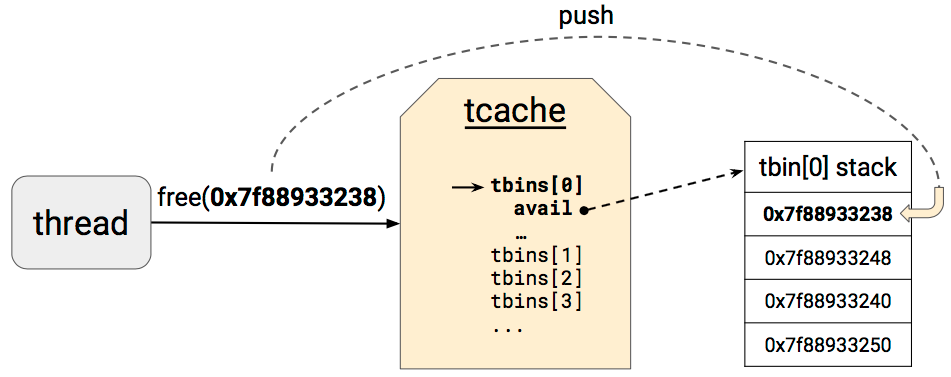 push
tcache
thread
free(0x7f88933238)
tbins[0]
avail
…
tbins[1]
tbins[2]
tbins[3]
...
tbin[0] stack
0x7f88933238
0x7f88933248
0x7f88933240
0x7f88933250